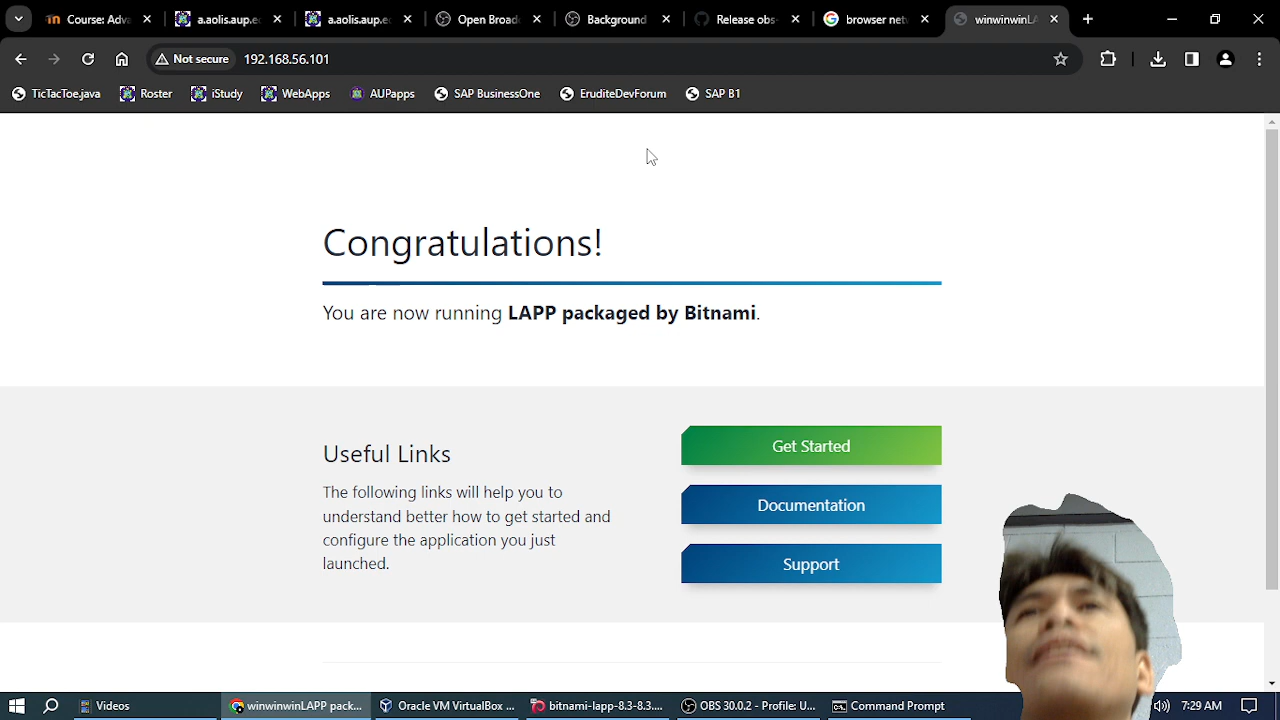 Course: Adva
a.aolis.aup.ec
a.aolis.aup.ec
Open Broad
Background
Release obs-
browser netw
winwinwinLA
Not secure
192.168.56.101
TicTacToe.java
Roster
iStudy
WebApps
AUPapps
SAP BusinessOne
EruditeDevForum
SAP B1
Congratulations!
You are now running LAPP packaged by Bitnami.
Useful Links
The following links will help you to
understand better how to get started and
configure the application you just
launched.
Get Started
Documentation
Support
Videos
winwinwinLAPP pack...
Oracle VM VirtualBox ...
bitnami-lapp-8.3-8.3....
OBS 30.0.2 - Profile: U...
Command Prompt
7:29 AM